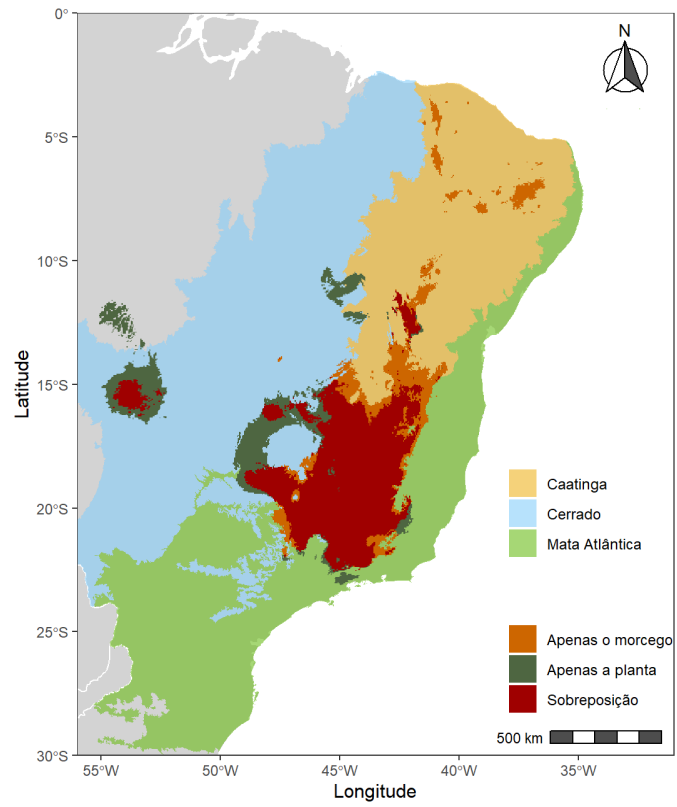 0°
5°S
10°S
15°S
20°S
25°S
30°S
Latitude
N
Caatinga
Cerrado
Mata Atlântica
Apenas o morcego
Apenas a planta
Sobreposição
500 km
55°W
50°W
45°W
40°W
35°W
Longitude